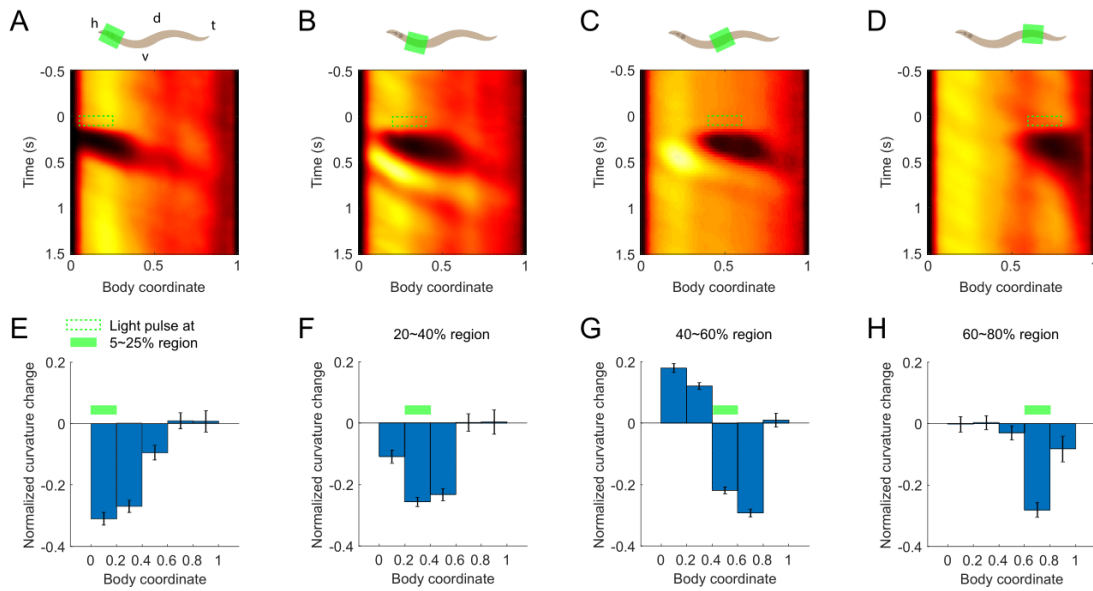 A
h
d
t
v
B
C
D
-0.5
0
0.5
1
1.5
Time (s)
0
0.5
1
Body coordinate
-0.5
0
0.5
1
1.5
Time (s)
0
0.5
1
Body coordinate
-0.5
0
0.5
1
1.5
Time (s)
0
0.5
1
Body coordinate
-0.5
0
0.5
1
1.5
Time (s)
0
0.5
1
Body coordinate
E
Light pulse at
5~25% region
0.2
0
-0.2
-0.4
Normalized curvature change
0 0.2 0.4 0.6 0.8 1
Body coordinate
F
20~40% region
0.2
0
-0.2
-0.4
Normalized curvature change
0 0.2 0.4 0.6 0.8 1
Body coordinate
G
40~60% region
0.2
0
-0.2
-0.4
Normalized curvature change
0 0.2 0.4 0.6 0.8 1
Body coordinate
H
60~80% region
0.2
0
-0.2
-0.4
Normalized curvature change
0 0.2 0.4 0.6 0.8 1
Body coordinate